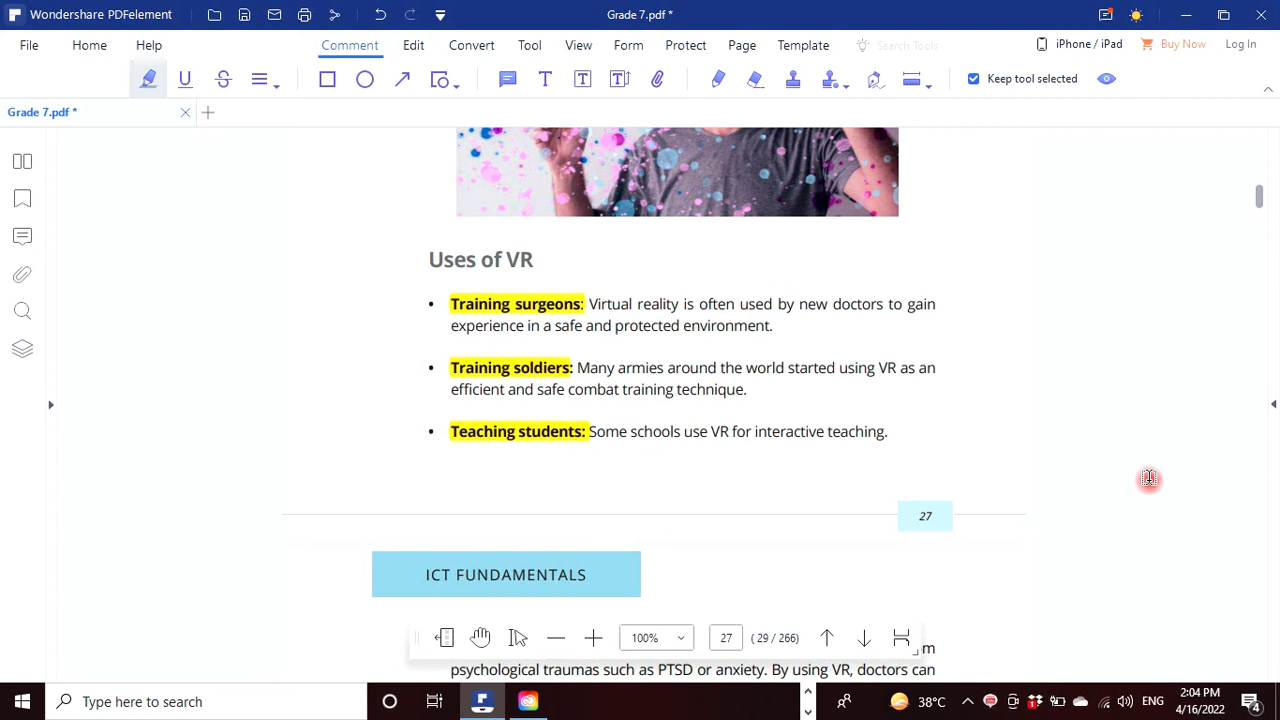 Wondershare PDFelement
Grade 7.pdf *
File Home Help Comment Edit Convert Tool View Form Protect Page Template Search Tools iPhone / iPad Buy Now Log In
Keep tool selected
Grade 7.pdf *
Uses of VR
• Training surgeons: Virtual reality is often used by new doctors to gain
experience in a safe and protected environment.
• Training soldiers: Many armies around the world started using VR as an
efficient and safe combat training technique.
• Teaching students: Some schools use VR for interactive teaching.
27
ICT FUNDAMENTALS
100% 27 ( 29 / 266)
psychological traumas such as PTSD or anxiety. By using VR, doctors can
Type here to search
38°C
ENG
2:04 PM
4/16/2022
4